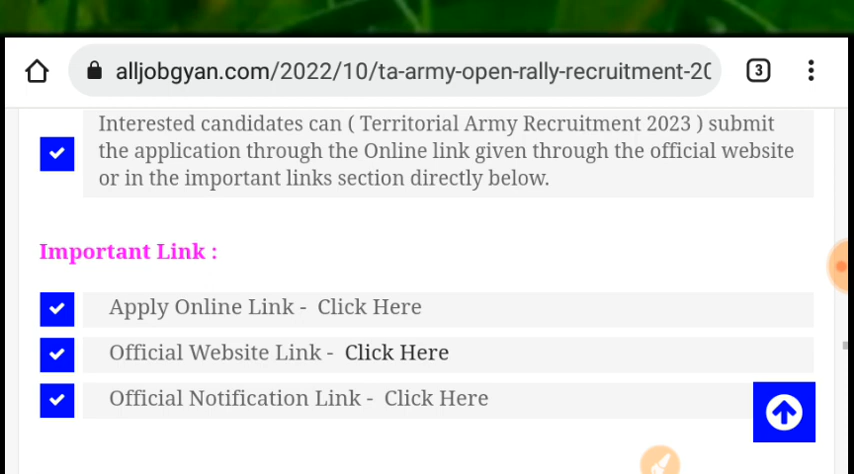 alljobgyan.com/2022/10/ta-army-open-rally-recruitment-20
3
Interested candidates can ( Territorial Army Recruitment 2023 ) submit
the application through the Online link given through the official website
or in the important links section directly below.
Important Link :
Apply Online Link - Click Here
Official Website Link - Click Here
Official Notification Link - Click Here